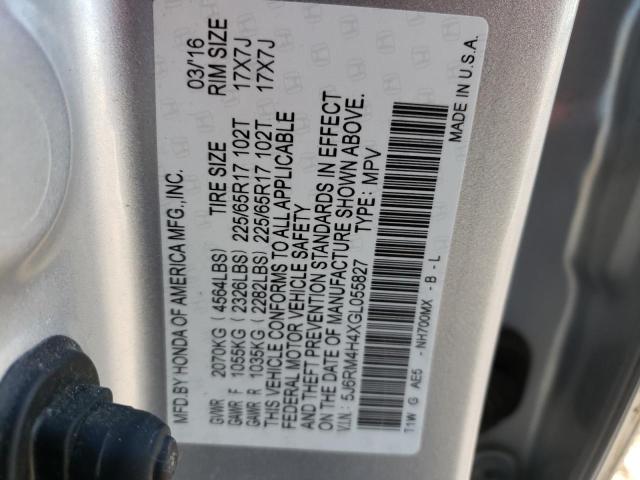 MFD.BY HONDA OF AMERICA MFG.,INC. 03/'16
TIRE SIZE RIM SIZE
GVWR 2070KG (4564LBS)
GAWR F 1055KG (2326LBS) 225/65R17 102T 17X7J
GAWR R 1035KG (2282LBS) 225/65R17 102T 17X7J
THIS VEHICLE CONFORMS TO ALL APPLICABLE
FEDERAL MOTOR VEHICLE SAFETY
AND THEFT PREVENTION STANDARDS IN EFFECT
ON THE DATE OF MANUFACTURE SHOWN ABOVE.
V.I.N.: 5J6RM4H4XGL055827 TYPE: MPV
T1W G AE5 -NH700MX -B-L
MADE IN U.S.A.